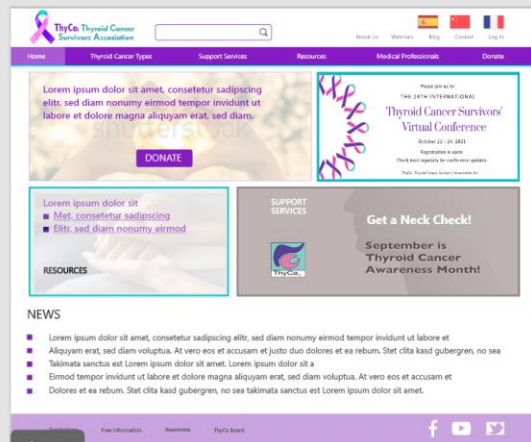 ThyCa: Thyroid Cancer
Survivors Association
About Us Webinars Blog Contact Log In
Home Thyroid Cancer Types Support Services Resources Medical Professionals Donate
Lorem ipsum dolor sit amet, consetetur sadipscing
elitr, sed diam nonumy eirmod tempor invidunt ut
labore et dolore magna aliquyam erat, sed diam.
shutterstock
DONATE
Please join us for
THE 24TH INTERNATIONAL
Thyroid Cancer Survivors'
Virtual Conference
October 22 - 24, 2021
Registration is open.
Check back regularly for conference updates.
Lorem ipsum dolor sit
Met, consetetur sadipscing
Elitr, sed diam nonumy eirmod
RESOURCES
SUPPORT
SERVICES
ThyCa
Get a Neck Check!
September is
Thyroid Cancer
Awareness Month!
NEWS
Lorem ipsum dolor sit amet, consetetur sadipscing elitr, sed diam nonumy eirmod tempor invidunt ut labore et
Aliquyam erat, sed diam voluptua. At vero eos et accusam et justo duo dolores et ea rebum. Stet clita kasd gubergren, no sea
Takimata sanctus est Lorem ipsum dolor sit amet. Lorem ipsum dolor sit a
Eirmod tempor invidunt ut labore et dolore magna aliquyam erat, sed diam voluptua. At vero eos et accusam et
Dolores et ea rebum. Stet clita kasd gubergren, no sea takimata sanctus est Lorem ipsum dolor sit amet.
Free Information Awareness ThyCa Board